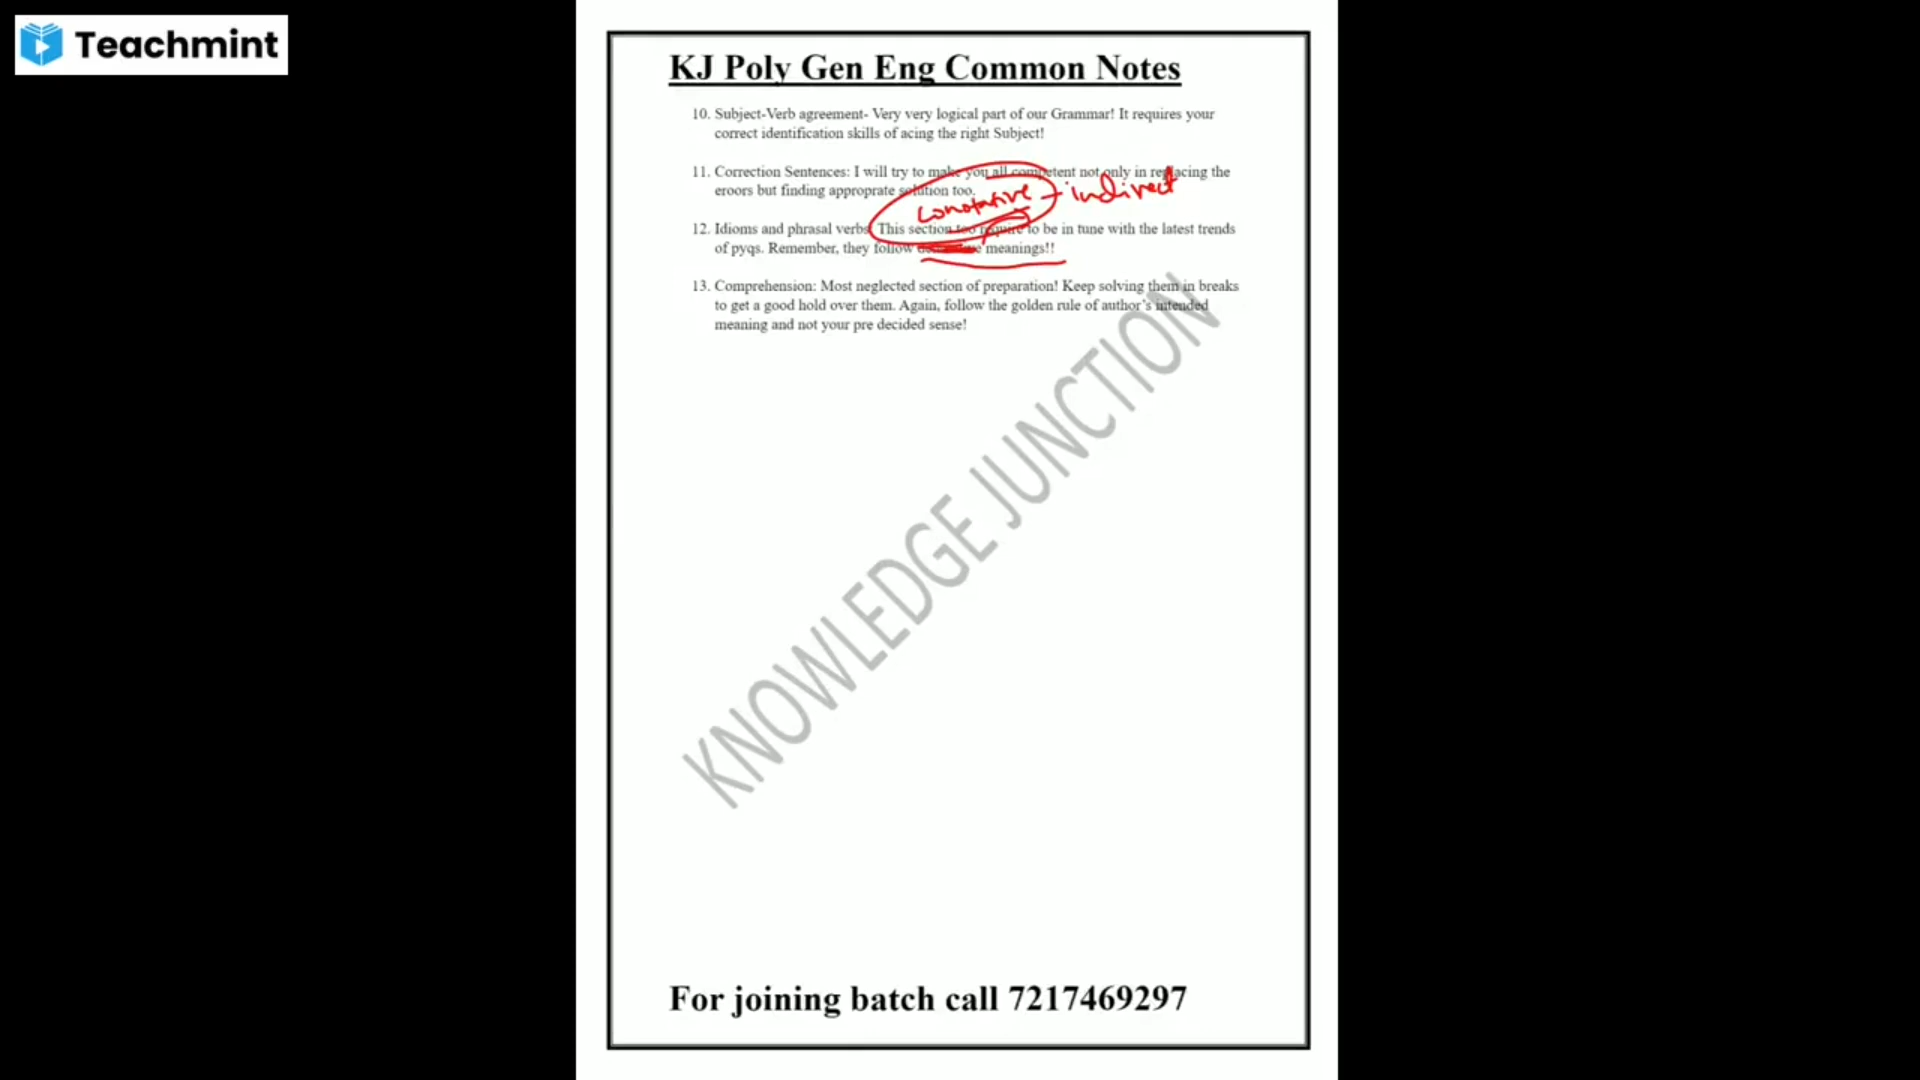 Teachmint
KJ Poly Gen Eng Common Notes
10. Subject-Verb agreement- Very very logical part of our Grammar! It requires your
correct identification skills of acing the right Subject!
11. Correction Sentences: I will try to make you all competent not only in replacing the
eroors but finding approprate solution too.
conotative - indirect
12. Idioms and phrasal verbs This section too require to be in tune with the latest trends
of pyqs. Remember, they follow meanings!!
13. Comprehension: Most neglected section of preparation! Keep solving them in breaks
to get a good hold over them. Again, follow the golden rule of author's intended
meaning and not your pre decided sense!
KNOWLEDGE JUNCTION
For joining batch call 7217469297